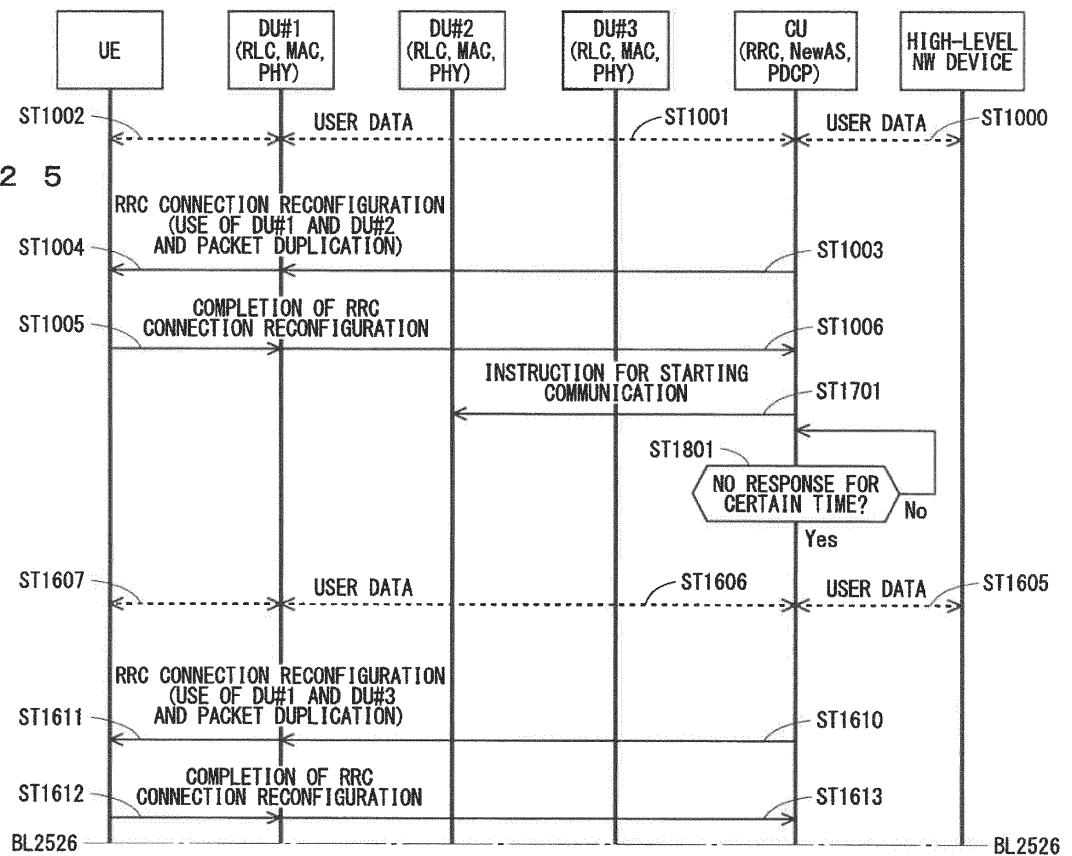 UE
DU#1
(RLC, MAC,
PHY)
DU#2
(RLC, MAC,
PHY)
DU#3
(RLC, MAC,
PHY)
CU
(RRC, NewAS,
PDCP)
HIGH-LEVEL
NW DEVICE
ST1002
USER DATA
ST1001
USER DATA
ST1000
2 5
RRC CONNECTION RECONFIGURATION
(USE OF DU#1 AND DU#2
AND PACKET DUPLICATION)
ST1004
ST1003
COMPLETION OF RRC
CONNECTION RECONFIGURATION
ST1005
ST1006
INSTRUCTION FOR STARTING
COMMUNICATION
ST1701
ST1801
NO RESPONSE FOR
CERTAIN TIME?
No
Yes
ST1607
USER DATA
ST1606
USER DATA
ST1605
RRC CONNECTION RECONFIGURATION
(USE OF DU#1 AND DU#3
AND PACKET DUPLICATION)
ST1611
ST1610
COMPLETION OF RRC
CONNECTION RECONFIGURATION
ST1612
ST1613
BL2526
BL2526